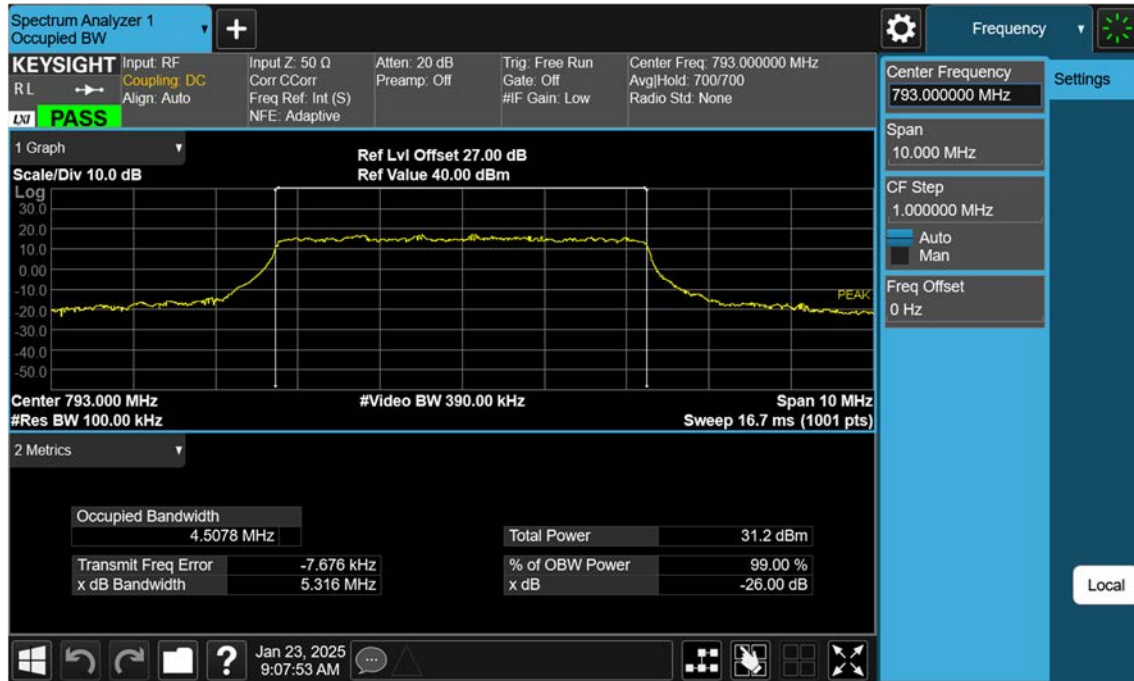 Spectrum Analyzer 1
Occupied BW
+
Frequency
KEYSIGHT
RL
LXI PASS
Input: RF
Coupling: DC
Align: Auto
Input Z: 50 Ω
Corr CCorr
Freq Ref: Int (S)
NFE: Adaptive
Atten: 20 dB
Preamp: Off
Trig: Free Run
Gate: Off
#IF Gain: Low
Center Freq: 793.000000 MHz
Avg|Hold: 700/700
Radio Std: None
Center Frequency
793.000000 MHz
Settings
Span
10.000 MHz
CF Step
1.000000 MHz
Auto
Man
Freq Offset
0 Hz
Local
1 Graph
Scale/Div 10.0 dB
Ref Lvl Offset 27.00 dB
Ref Value 40.00 dBm
Log
30.0
20.0
10.0
0.00
-10.0
-20.0
-30.0
-40.0
-50.0
PEAK
Center 793.000 MHz
#Video BW 390.00 kHz
Span 10 MHz
#Res BW 100.00 kHz
Sweep 16.7 ms (1001 pts)
2 Metrics
Occupied Bandwidth
4.5078 MHz
Total Power 31.2 dBm
Transmit Freq Error -7.676 kHz
% of OBW Power 99.00 %
x dB Bandwidth 5.316 MHz
x dB -26.00 dB
?
Jan 23, 2025
9:07:53 AM